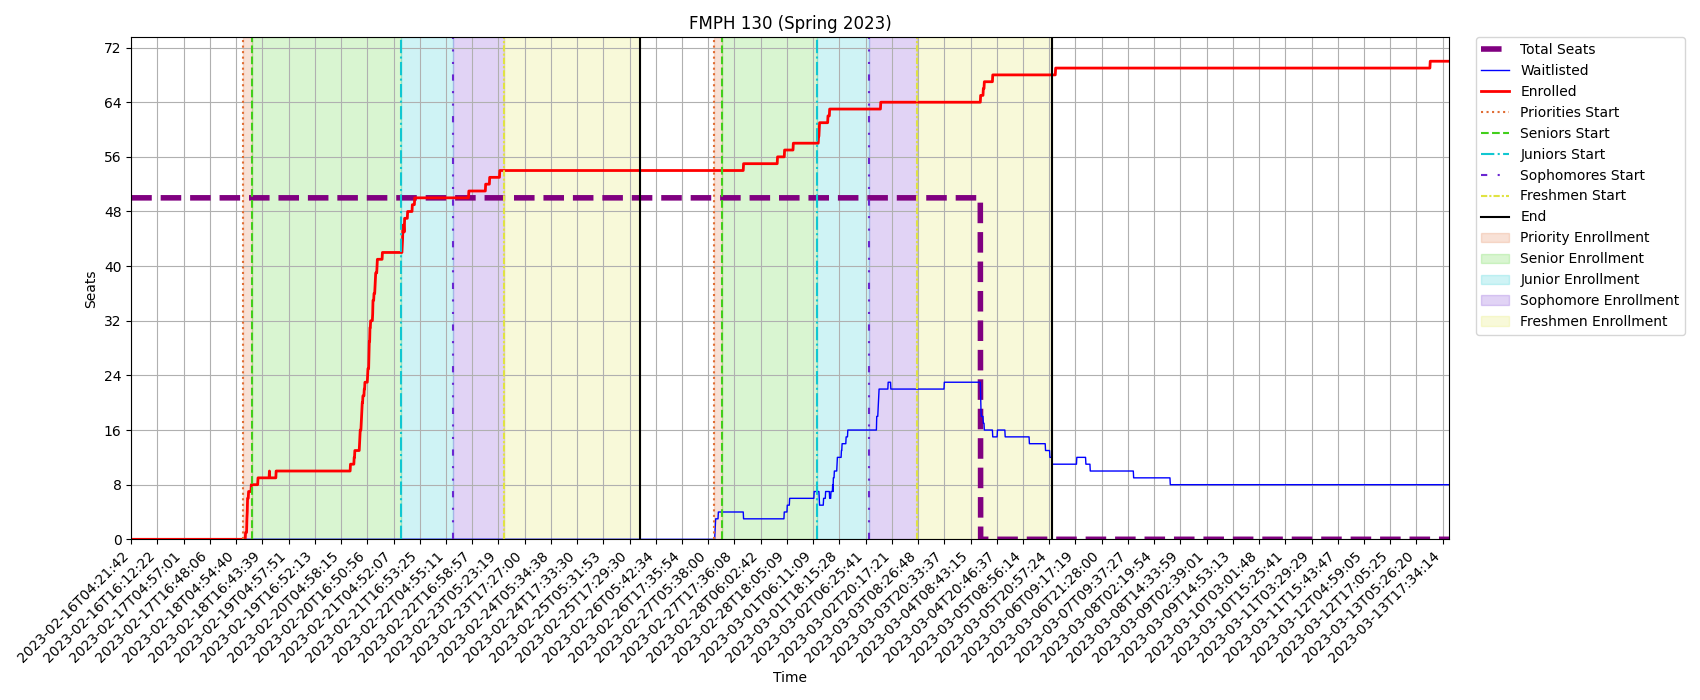 FMPH 130 (Spring 2023)
Seats
72
64
56
48
40
32
24
16
8
0
2023-02-16T04:21:42
2023-02-16T16:12:22
2023-02-17T04:57:01
2023-02-17T16:48:06
2023-02-18T04:54:40
2023-02-18T16:43:39
2023-02-19T04:57:51
2023-02-19T16:52:13
2023-02-20T04:58:15
2023-02-20T16:50:56
2023-02-21T04:52:07
2023-02-21T16:53:25
2023-02-22T04:55:11
2023-02-22T16:58:57
2023-02-23T05:23:19
2023-02-23T17:27:00
2023-02-24T05:34:38
2023-02-24T17:33:30
2023-02-25T05:31:53
2023-02-25T17:29:30
2023-02-26T05:42:34
2023-02-26T17:35:54
2023-02-27T05:38:00
2023-02-27T17:36:08
2023-02-28T06:02:42
2023-02-28T18:05:09
2023-03-01T06:11:09
2023-03-01T18:15:28
2023-03-02T06:25:41
2023-03-02T20:17:21
2023-03-03T08:26:48
2023-03-03T20:33:37
2023-03-04T08:43:15
2023-03-04T20:46:37
2023-03-05T08:56:14
2023-03-05T20:57:24
2023-03-06T09:17:19
2023-03-06T21:28:00
2023-03-07T09:37:27
2023-03-08T02:19:54
2023-03-08T14:33:59
2023-03-09T02:39:01
2023-03-09T14:53:13
2023-03-10T03:01:48
2023-03-10T15:25:41
2023-03-11T03:29:29
2023-03-11T15:43:47
2023-03-12T04:59:05
2023-03-12T17:05:25
2023-03-13T05:26:20
2023-03-13T17:34:14
Time
Total Seats
Waitlisted
Enrolled
Priorities Start
Seniors Start
Juniors Start
Sophomores Start
Freshmen Start
End
Priority Enrollment
Senior Enrollment
Junior Enrollment
Sophomore Enrollment
Freshmen Enrollment